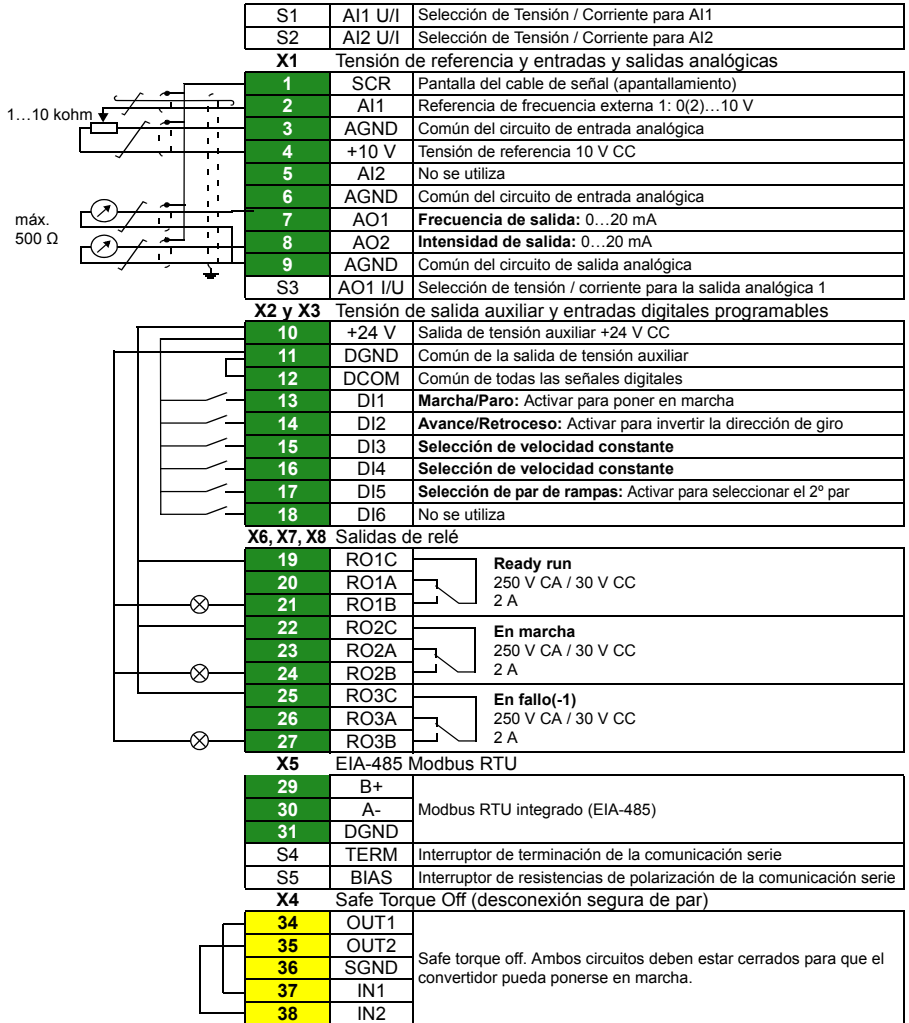 S1 AI1 U/I Selección de Tensión / Corriente para AI1
S2 AI2 U/I Selección de Tensión / Corriente para AI2
X1 Tensión de referencia y entradas y salidas analógicas
1 SCR Pantalla del cable de señal (apantallamiento)
1…10 kohm 2 AI1 Referencia de frecuencia externa 1: 0(2)…10 V
3 AGND Común del circuito de entrada analógica
4 +10 V Tensión de referencia 10 V CC
5 AI2 No se utiliza
6 AGND Común del circuito de entrada analógica
máx. 7 AO1 Frecuencia de salida: 0…20 mA
500 Ω 8 AO2 Intensidad de salida: 0…20 mA
9 AGND Común del circuito de salida analógica
S3 AO1 I/U Selección de tensión / corriente para la salida analógica 1
X2 y X3 Tensión de salida auxiliar y entradas digitales programables
10 +24 V Salida de tensión auxiliar +24 V CC
11 DGND Común de la salida de tensión auxiliar
12 DCOM Común de todas las señales digitales
13 DI1 Marcha/Paro: Activar para poner en marcha
14 DI2 Avance/Retroceso: Activar para invertir la dirección de giro
15 DI3 Selección de velocidad constante
16 DI4 Selección de velocidad constante
17 DI5 Selección de par de rampas: Activar para seleccionar el 2º par
18 DI6 No se utiliza
X6, X7, X8 Salidas de relé
19 RO1C Ready run
20 RO1A 250 V CA / 30 V CC
21 RO1B 2 A
22 RO2C En marcha
23 RO2A 250 V CA / 30 V CC
24 RO2B 2 A
25 RO3C En fallo(-1)
26 RO3A 250 V CA / 30 V CC
27 RO3B 2 A
X5 EIA-485 Modbus RTU
29 B+
30 A- Modbus RTU integrado (EIA-485)
31 DGND
S4 TERM Interruptor de terminación de la comunicación serie
S5 BIAS Interruptor de resistencias de polarización de la comunicación serie
X4 Safe Torque Off (desconexión segura de par)
34 OUT1
35 OUT2 Safe torque off. Ambos circuitos deben estar cerrados para que el
36 SGND convertidor pueda ponerse en marcha.
37 IN1
38 IN2